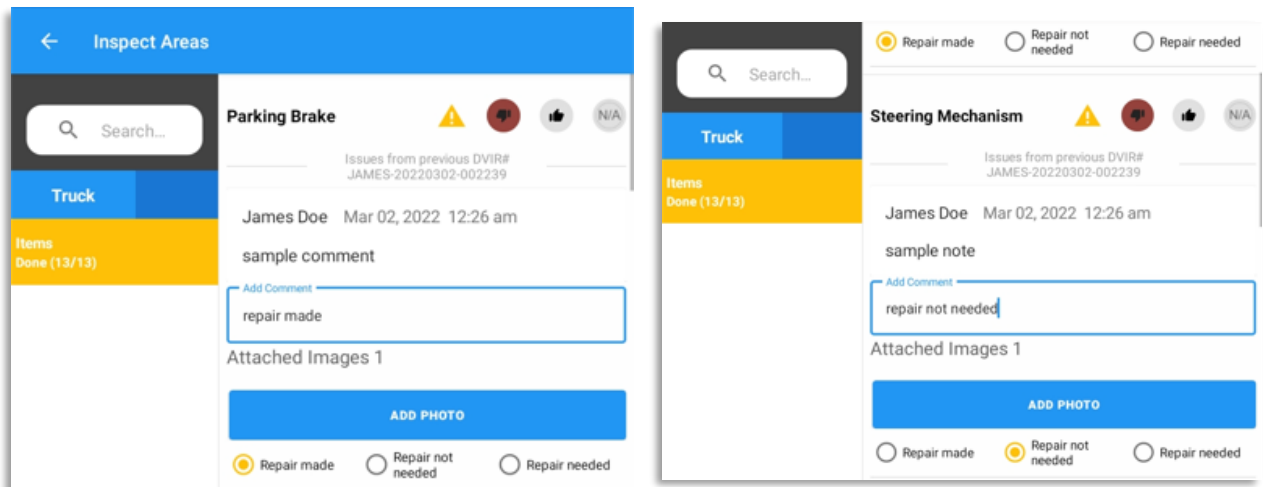 Inspect Areas
Search...
Truck
Items
Done (13/13)
Parking Brake
N/A
Issues from previous DVIR#
JAMES-20220302-002239
James Doe Mar 02, 2022 12:26 am
sample comment
Add Comment
repair made
Attached Images 1
ADD PHOTO
Repair made
Repair not
needed
Repair needed
Search...
Truck
Items
Done (13/13)
Repair made
Repair not
needed
Repair needed
Steering Mechanism
N/A
Issues from previous DVIR#
JAMES-20220302-002239
James Doe Mar 02, 2022 12:26 am
sample note
Add Comment
repair not needed
Attached Images 1
ADD PHOTO
Repair made
Repair not
needed
Repair needed